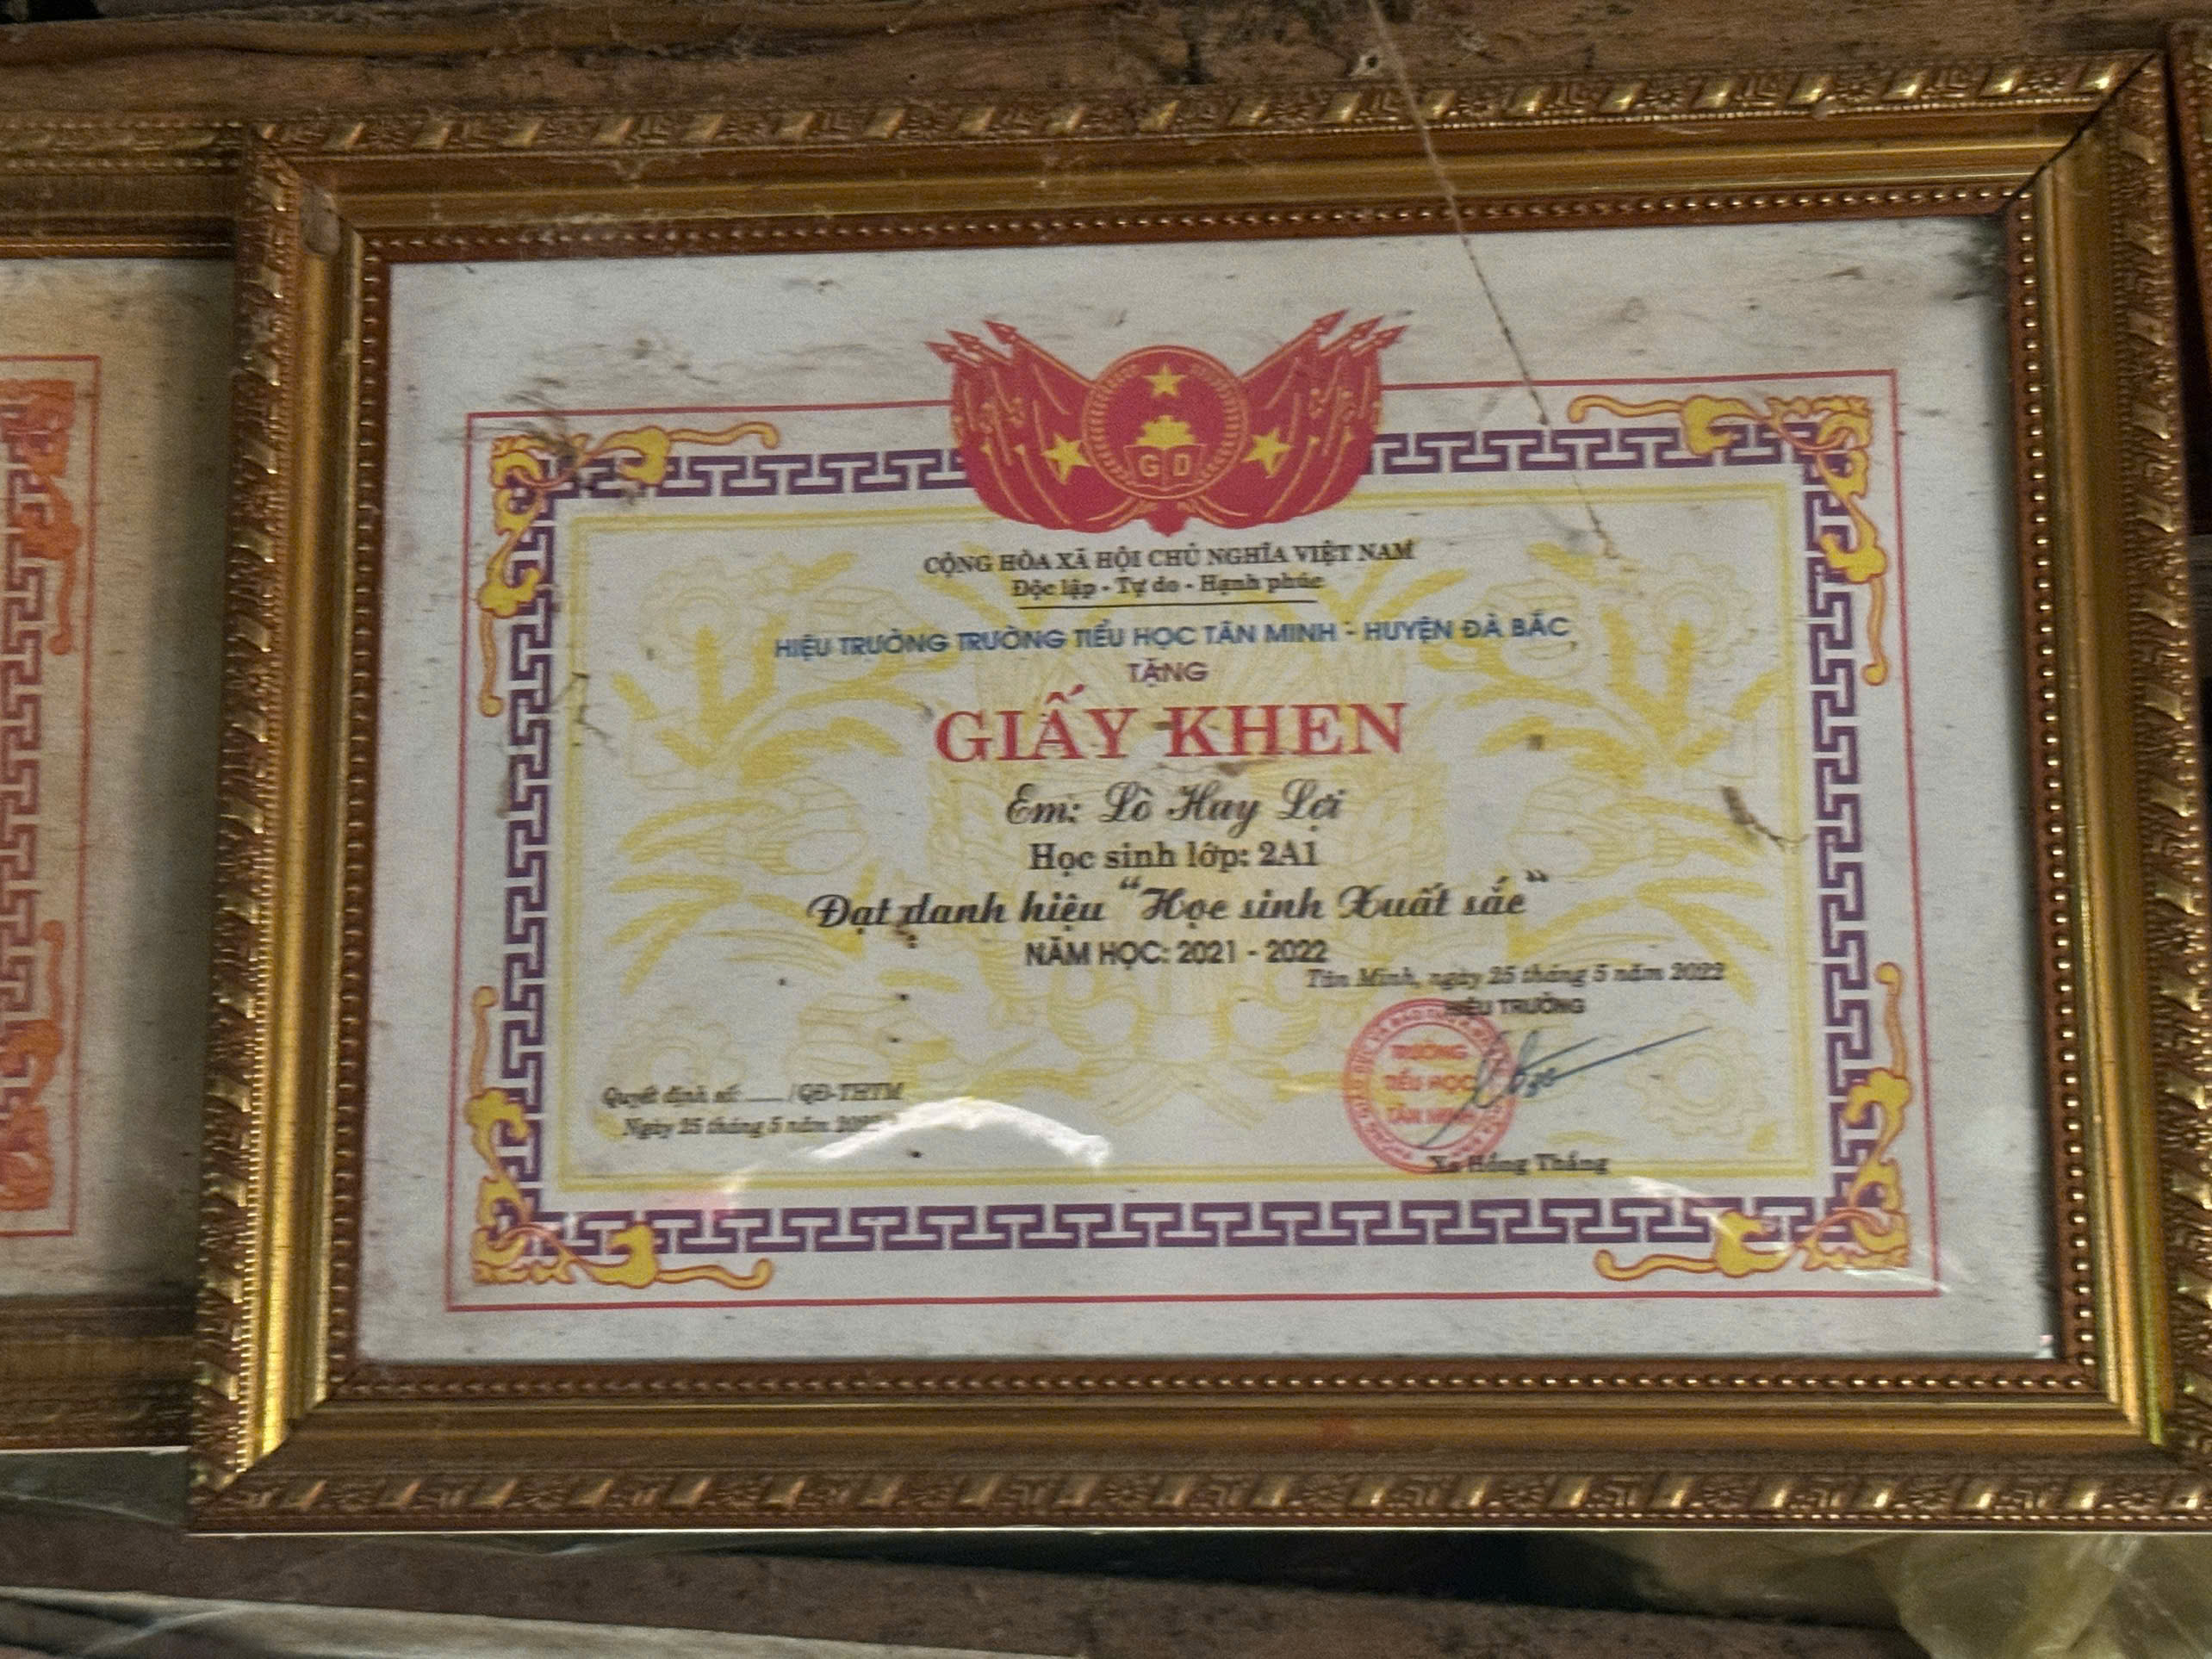 G D
CỘNG HÒA XÃ HỘI CHỦ NGHĨA VIỆT NAM
Độc lập - Tự do - Hạnh phúc
HIỆU TRƯỞNG TRƯỜNG TIỂU HỌC TÂN MINH - HUYỆN ĐÀ BẮC
TẶNG
GIẤY KHEN
Em: Lò Huy Lợi
Học sinh lớp: 2A1
Đạt danh hiệu “Học sinh Xuất sắc“
NĂM HỌC: 2021 - 2022
Tân Minh, ngày 25 tháng 5 năm 2022
HIỆU TRƯỞNG
TRƯỜNG
TIỂU HỌC
TÂN MINH
Quyết định số: ___ /QĐ-THTM
Ngày 25 tháng 5 năm
Xa Hồng Thắng